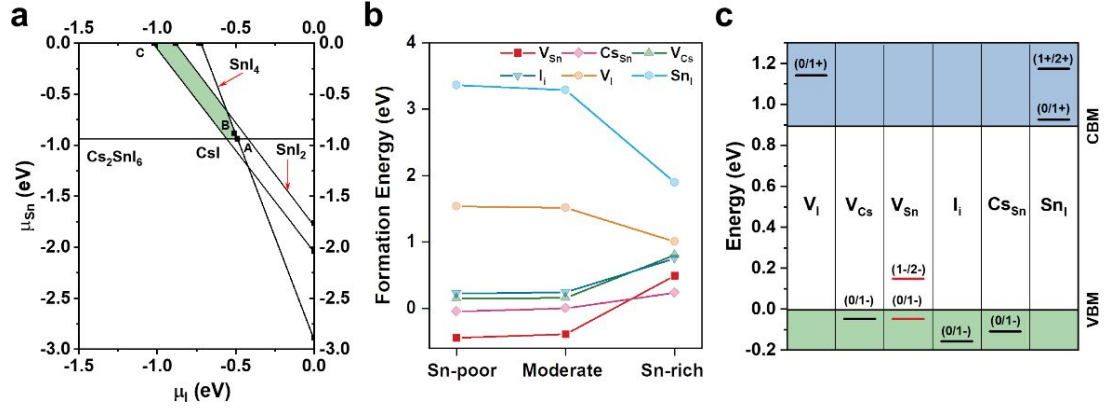 a
-1.5 -1.0 -0.5 0.0
0.0 0.0
-0.5 -0.5
-1.0 -1.0
-1.5 -1.5
-2.0 -2.0
-2.5 -2.5
-3.0 -3.0
-1.5 -1.0 -0.5 0.0
C
SnI₄
B
A
Cs₂SnI₆
CsI
SnI₂
μSn (eV)
μI (eV)
b
4
3
2
1
0
Formation Energy (eV)
VSn CsSn VCs
Ii VI SnI
Sn-poor Moderate Sn-rich
c
1.2
1.0
0.8
0.6
0.4
0.2
0.0
-0.2
Energy (eV)
(0/1+)
(1+/2+)
(0/1+)
VI VCs VSn Ii CsSn SnI
(1-/2-)
(0/1-) (0/1-)
(0/1-) (0/1-)
CBM
VBM